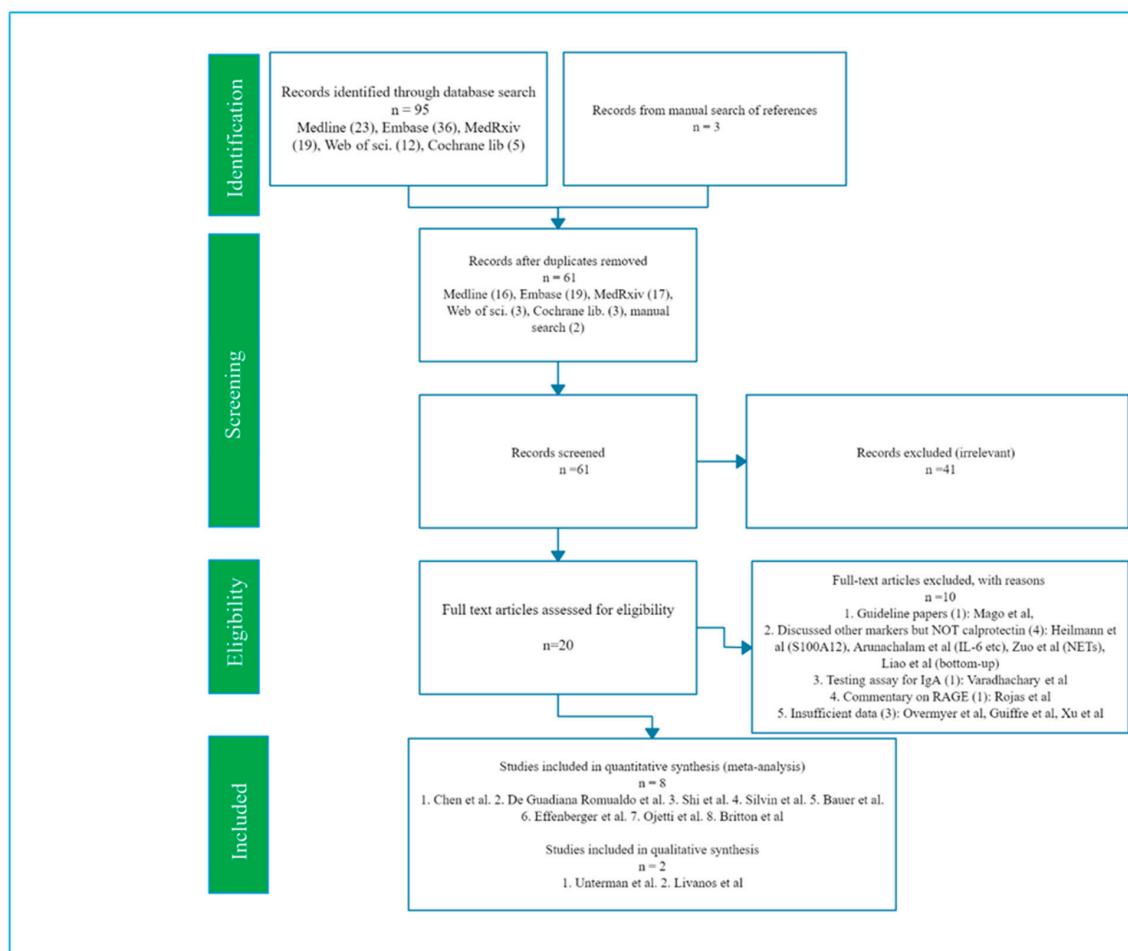 Identification
Records identified through database search
n = 95
Medline (23), Embase (36), MedRxiv
(19), Web of sci. (12), Cochrane lib (5)
Records from manual search of references
n = 3
Screening
Records after duplicates removed
n = 61
Medline (16), Embase (19), MedRxiv (17),
Web of sci. (3), Cochrane lib. (3), manual
search (2)
Records screened
n =61
Records excluded (irrelevant)
n =41
Eligibility
Full text articles assessed for eligibility
n=20
Full-text articles excluded, with reasons
n =10
1. Guideline papers (1): Mago et al,
2. Discussed other markers but NOT calprotectin (4): Heilmann
et al (S100A12), Arunachalam et al (IL-6 etc), Zuo et al (NETs),
Liao et al (bottom-up)
3. Testing assay for IgA (1): Varadhachary et al
4. Commentary on RAGE (1): Rojas et al
5. Insufficient data (3): Overmyer et al, Guiffre et al, Xu et al
Included
Studies included in quantitative synthesis (meta-analysis)
n = 8
1. Chen et al. 2. De Guadiana Romualdo et al. 3. Shi et al. 4. Silvin et al. 5. Bauer et al.
6. Effenberger et al. 7. Ojetti et al. 8. Britton et al
Studies included in qualitative synthesis
n = 2
1. Unterman et al. 2. Livanos et al